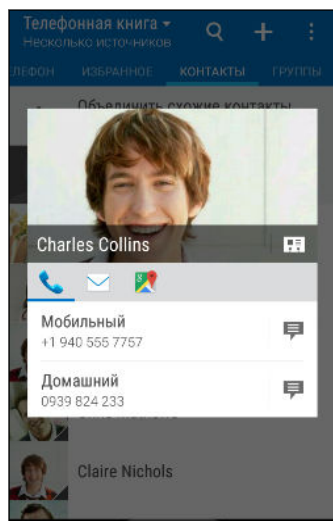 Телефонная книга
Несколько источников
ЛЕФОН ИЗБРАННОЕ КОНТАКТЫ ГРУППЫ
Объединить схожие контакты
Charles Collins
Мобильный
+1 940 555 7757
Домашний
0939 824 233
Claire Nichols